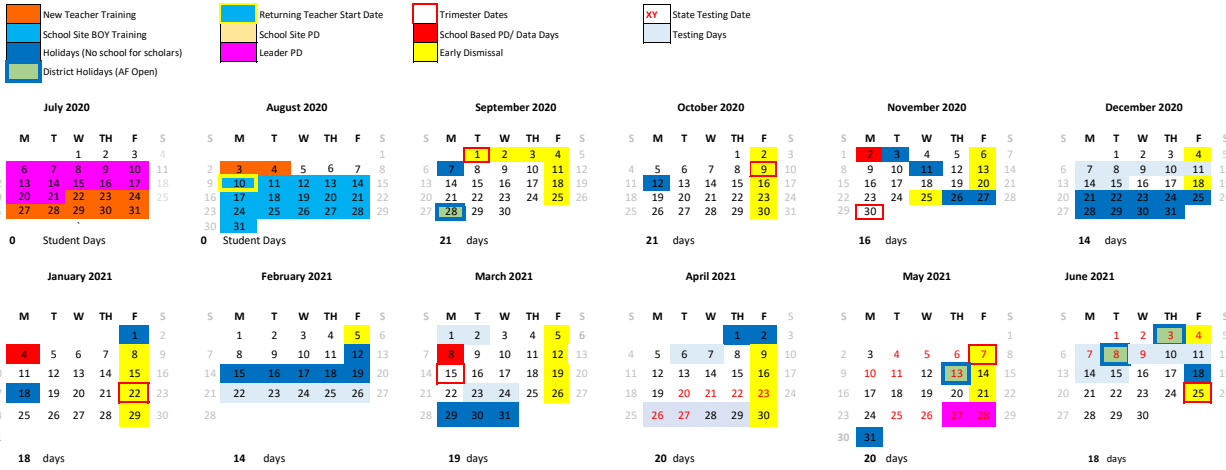 New Teacher Training
School Site BOY Training
Holidays (No school for scholars)
District Holidays (AF Open)
Returning Teacher Start Date
School Site PD
Leader PD
Trimester Dates
School Based PD/ Data Days
Early Dismissal
XY State Testing Date
Testing Days
July 2020
M T W TH F S
1 2 3 4
6 7 8 9 10 11
13 14 15 16 17 18
20 21 22 23 24
27 28 29 30 31
0 Student Days
August 2020
S M T W TH F S
1
2 3 4 5 6 7 8
9 10 11 12 13 14 15
16 17 18 19 20 21 22
23 24 25 26 27 28 29
30 31
0 Student Days
September 2020
S M T W TH F S
1 2 3 4 5
6 7 8 9 10 11 12
13 14 15 16 17 18 19
20 21 22 23 24 25 26
27 28 29 30
21 days
October 2020
S M T W TH F S
1 2 3
4 5 6 7 8 9 10
11 12 13 14 15 16 17
18 19 20 21 22 23 24
25 26 27 28 29 30 31
21 days
November 2020
S M T W TH F S
1 2 3 4 5 6 7
8 9 10 11 12 13 14
15 16 17 18 19 20 21
22 23 24 25 26 27 28
29 30
16 days
December 2020
S M T W TH F S
1 2 3 4
6 7 8 9 10 11
13 14 15 16 17 18
20 21 22 23 24 25
27 28 29 30 31
14 days
January 2021
M T W TH F S
1 2
4 5 6 7 8 9
11 12 13 14 15 16
18 19 20 21 22 23
25 26 27 28 29 30
18 days
February 2021
S M T W TH F S
1 2 3 4 5 6
7 8 9 10 11 12 13
14 15 16 17 18 19 20
21 22 23 24 25 26 27
28
14 days
March 2021
S M T W TH F S
1 2 3 4 5 6
7 8 9 10 11 12 13
14 15 16 17 18 19 20
21 22 23 24 25 26 27
28 29 30 31
19 days
April 2021
S M T W TH F S
1 2 3
4 5 6 7 8 9 10
11 12 13 14 15 16 17
18 19 20 21 22 23 24
25 26 27 28 29 30
20 days
May 2021
S M T W TH F S
1
2 3 4 5 6 7 8
9 10 11 12 13 14 15
16 17 18 19 20 21 22
23 24 25 26 27 28 29
30 31
20 days
June 2021
S M T W TH F S
1 2 3 4
6 7 8 9 10 11
13 14 15 16 17 18
20 21 22 23 24 25
27 28 29 30
18 days